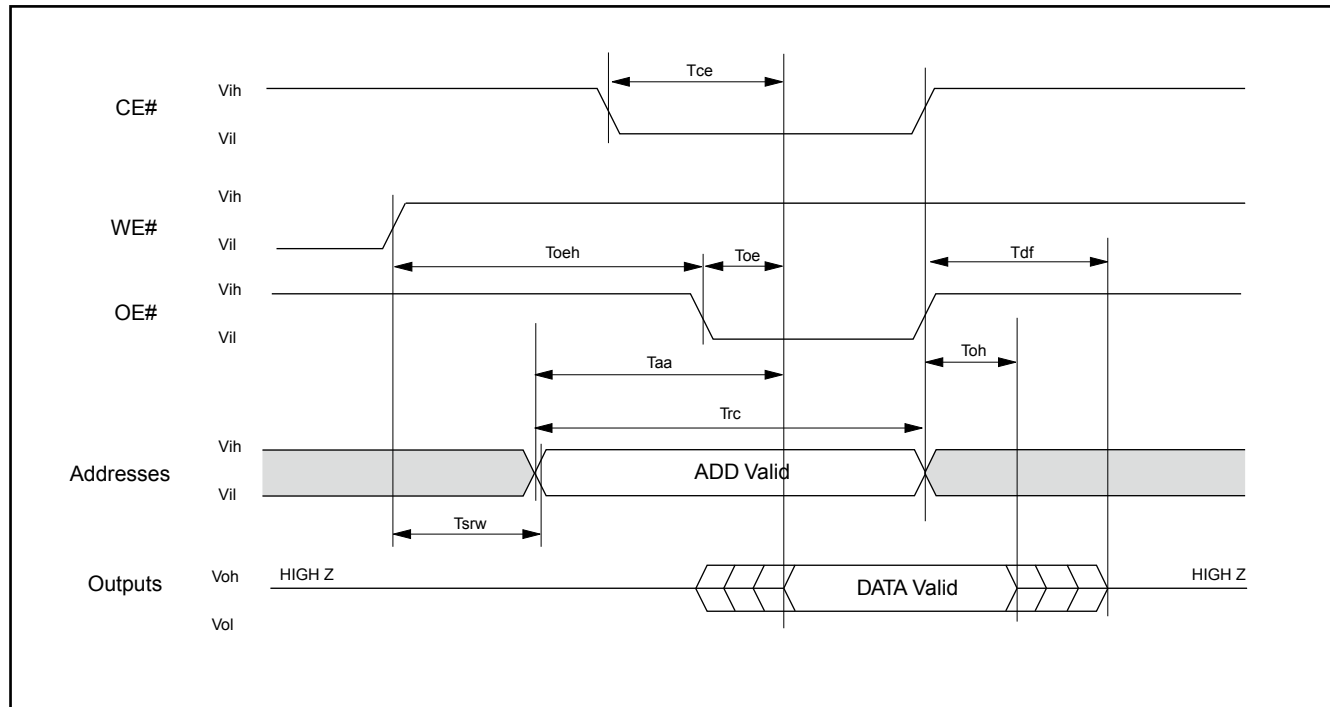 Tce
Vih
CE#
Vil
Vih
WE#
Vil
Toeh
Toe
Tdf
Vih
OE#
Vil
Toh
Taa
Trc
Vih
Addresses
ADD Valid
Vil
Tsrw
Outputs
Voh
HIGH Z
DATA Valid
HIGH Z
Vol